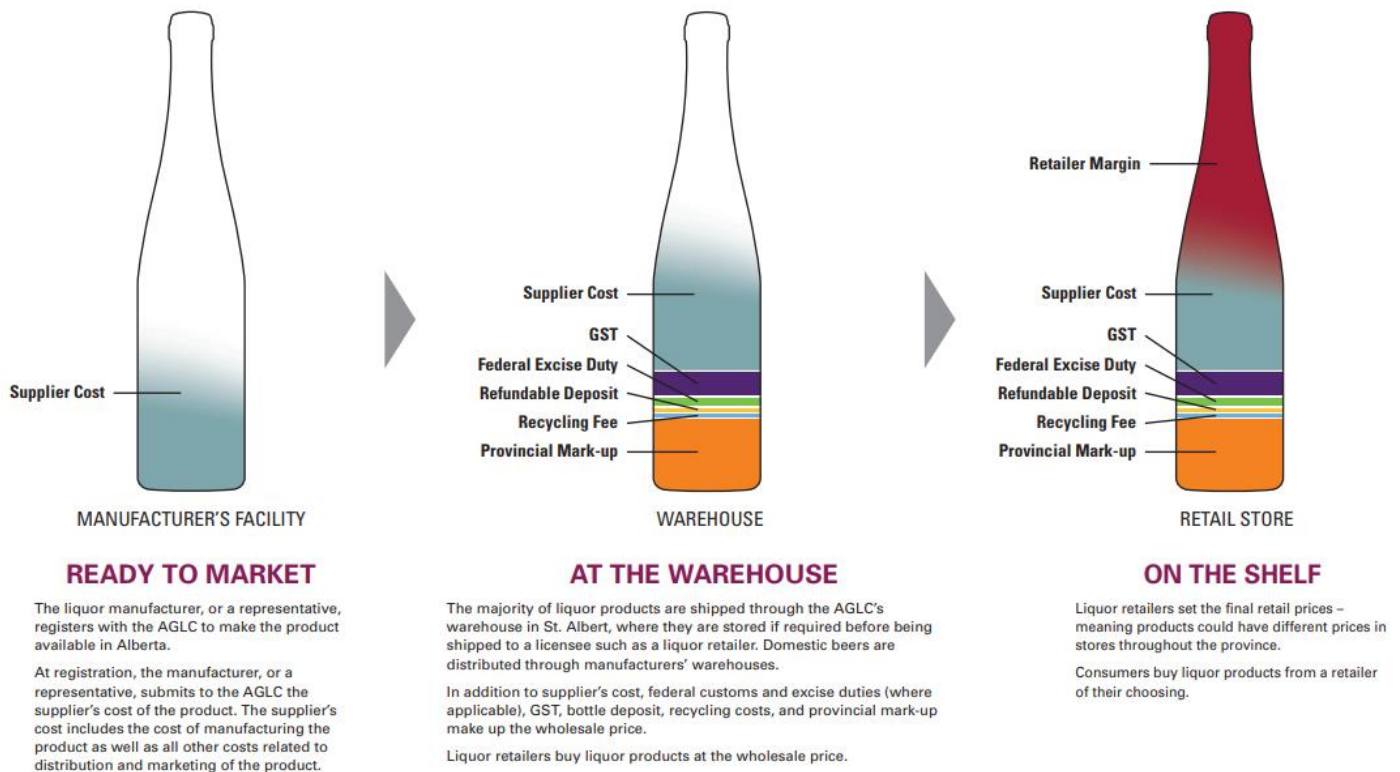 Supplier Cost
MANUFACTURER'S FACILITY
READY TO MARKET
The liquor manufacturer, or a representative,
registers with the AGLC to make the product
available in Alberta.
At registration, the manufacturer, or a
representative, submits to the AGLC the
supplier's cost of the product. The supplier's
cost includes the cost of manufacturing the
product as well as all other costs related to
distribution and marketing of the product.
Supplier Cost
GST
Federal Excise Duty
Refundable Deposit
Recycling Fee
Provincial Mark-up
WAREHOUSE
AT THE WAREHOUSE
The majority of liquor products are shipped through the AGLC's
warehouse in St. Albert, where they are stored if required before being
shipped to a licensee such as a liquor retailer. Domestic beers are
distributed through manufacturers' warehouses.
In addition to supplier's cost, federal customs and excise duties (where
applicable), GST, bottle deposit, recycling costs, and provincial mark-up
make up the wholesale price.
Liquor retailers buy liquor products at the wholesale price.
Retailer Margin
Supplier Cost
GST
Federal Excise Duty
Refundable Deposit
Recycling Fee
Provincial Mark-up
RETAIL STORE
ON THE SHELF
Liquor retailers set the final retail prices –
meaning products could have different prices in
stores throughout the province.
Consumers buy liquor products from a retailer
of their choosing.